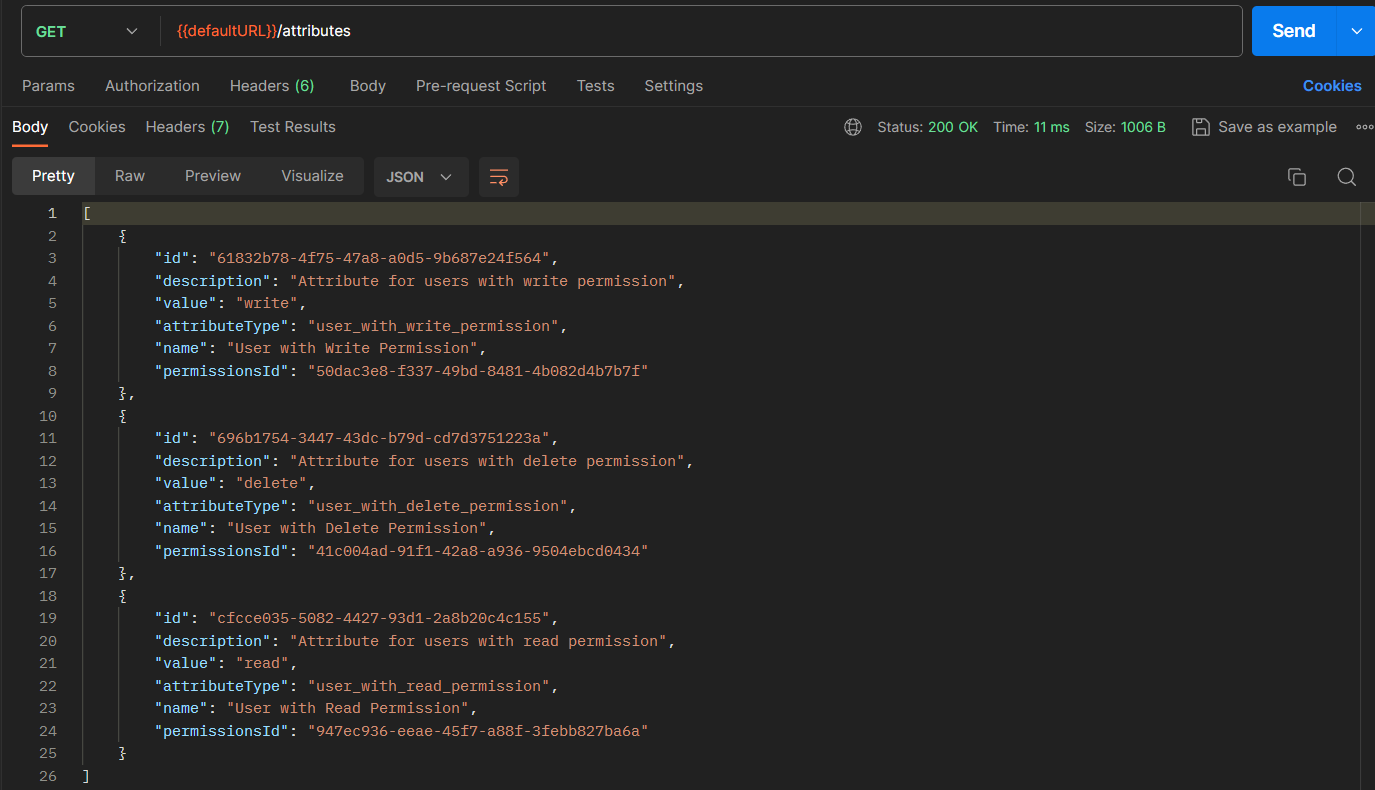 GET {{defaultURL}}/attributes Send
Params Authorization Headers (6) Body Pre-request Script Tests Settings Cookies
Body Cookies Headers (7) Test Results Status: 200 OK Time: 11 ms Size: 1006 B Save as example
Pretty Raw Preview Visualize JSON
1 [
2 {
3 "id": "61832b78-4f75-47a8-a0d5-9b687e24f564",
4 "description": "Attribute for users with write permission",
5 "value": "write",
6 "attributeType": "user_with_write_permission",
7 "name": "User with Write Permission",
8 "permissionsId": "50dac3e8-f337-49bd-8481-4b082d4b7b7f"
9 },
10 {
11 "id": "696b1754-3447-43dc-b79d-cd7d3751223a",
12 "description": "Attribute for users with delete permission",
13 "value": "delete",
14 "attributeType": "user_with_delete_permission",
15 "name": "User with Delete Permission",
16 "permissionsId": "41c004ad-91f1-42a8-a936-9504ebcd0434"
17 },
18 {
19 "id": "cfcce035-5082-4427-93d1-2a8b20c4c155",
20 "description": "Attribute for users with read permission",
21 "value": "read",
22 "attributeType": "user_with_read_permission",
23 "name": "User with Read Permission",
24 "permissionsId": "947ec936-eeae-45f7-a88f-3febb827ba6a"
25 }
26 ]